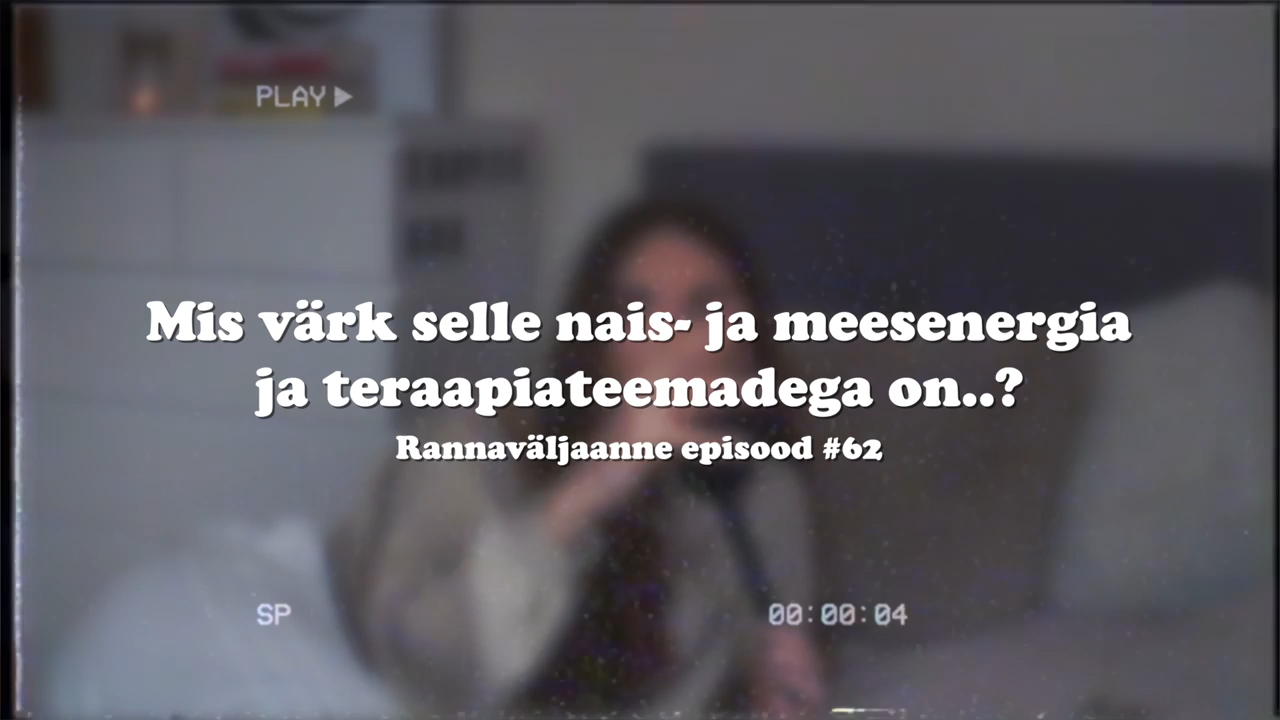 PLAY
Mis värk selle nais- ja meesenergia
ja teraapiateemadega on..?
Rannaväljaanne episood #62
SP
00:00:04